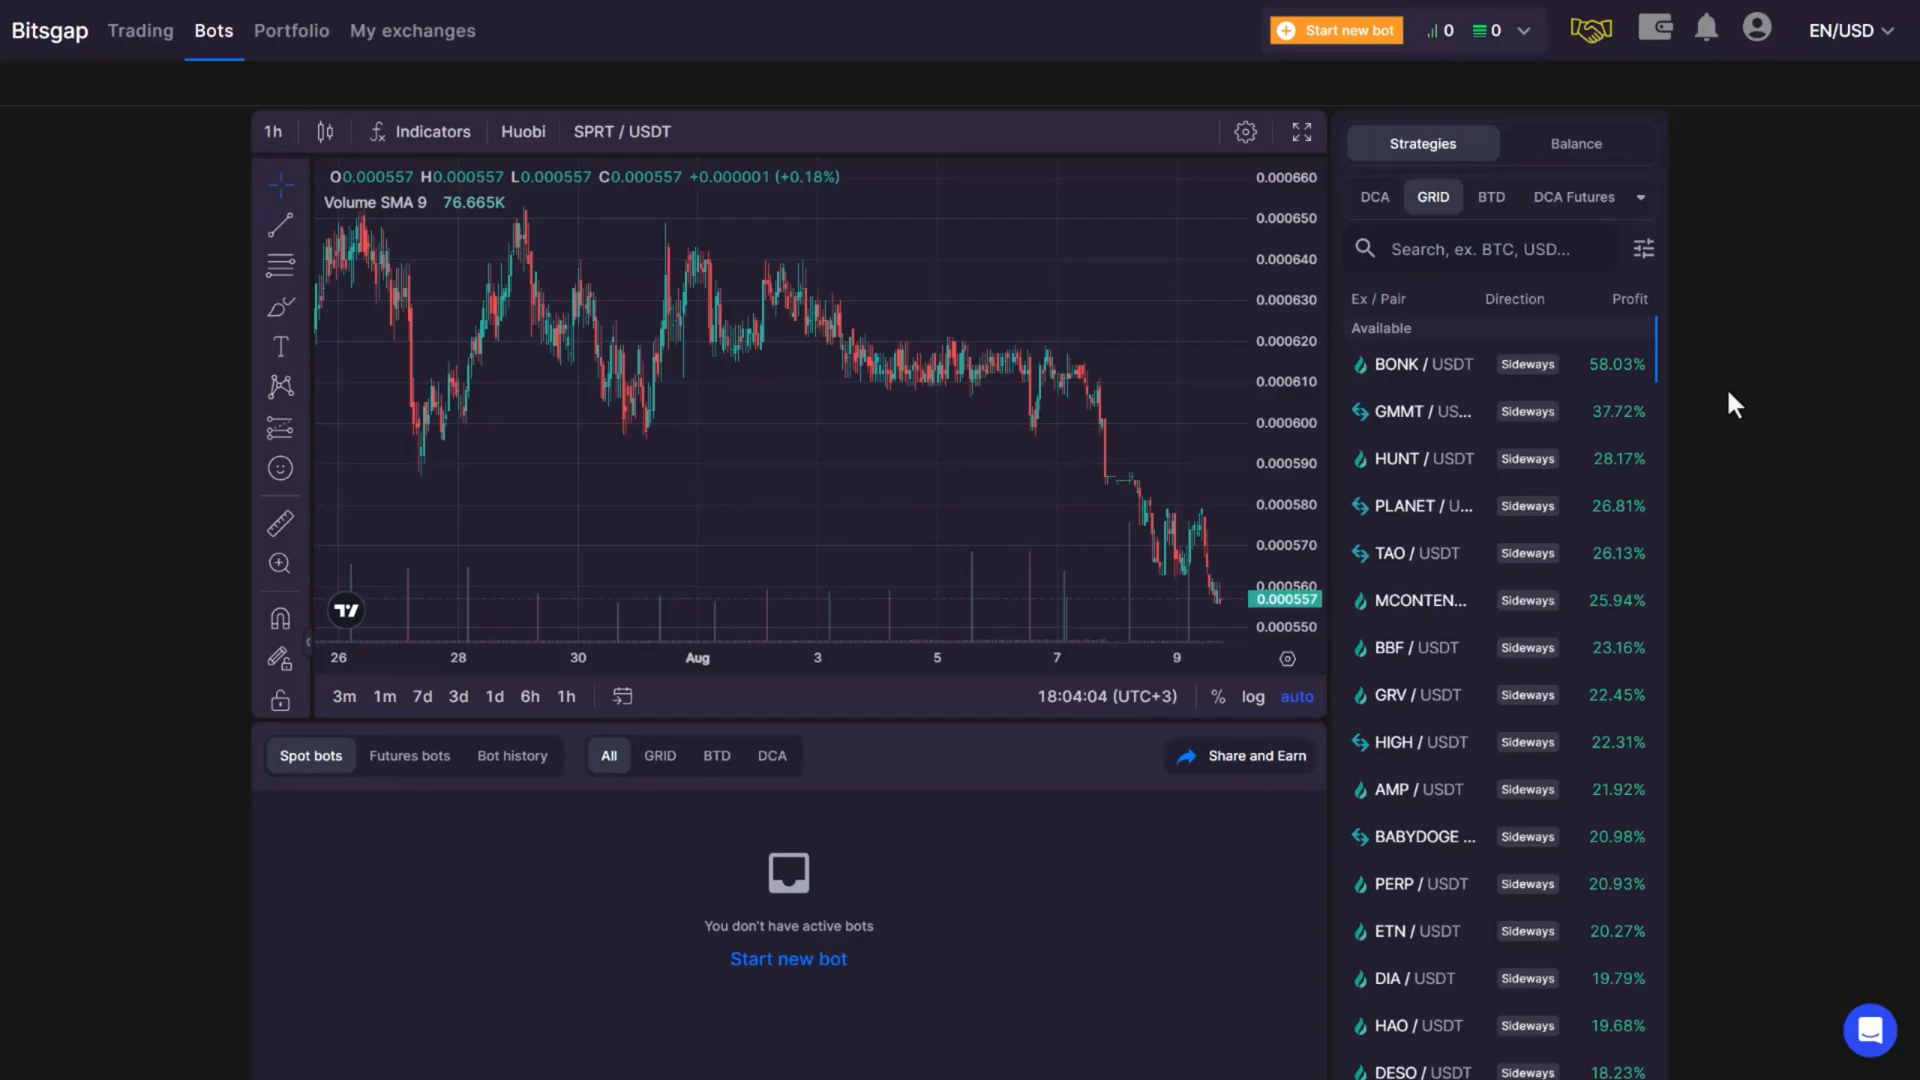 Bitsgap Trading Bots Portfolio My exchanges Start new bot 0 0 EN/USD
1h Indicators Huobi SPRT / USDT
O0.000557 H0.000557 L0.000557 C0.000557 +0.000001 (+0.18%)
Volume SMA 9 76.665K
0.000660
0.000650
0.000640
0.000630
0.000620
0.000610
0.000600
0.000590
0.000580
0.000570
0.000560
0.000557
0.000550
26 28 30 Aug 3 5 7 9
3m 1m 7d 3d 1d 6h 1h 18:04:04 (UTC+3) % log auto
Spot bots Futures bots Bot history All GRID BTD DCA Share and Earn
You don't have active bots
Start new bot
Strategies Balance
DCA GRID BTD DCA Futures
Search, ex. BTC, USD...
Ex / Pair Direction Profit
Available
BONK / USDT Sideways 58.03%
GMMT / US... Sideways 37.72%
HUNT / USDT Sideways 28.17%
PLANET / U... Sideways 26.81%
TAO / USDT Sideways 26.13%
MCONTEN... Sideways 25.94%
BBF / USDT Sideways 23.16%
GRV / USDT Sideways 22.45%
HIGH / USDT Sideways 22.31%
AMP / USDT Sideways 21.92%
BABYDOGE ... Sideways 20.98%
PERP / USDT Sideways 20.93%
ETN / USDT Sideways 20.27%
DIA / USDT Sideways 19.79%
HAO / USDT Sideways 19.68%
DESO / USDT Sideways 18.23%